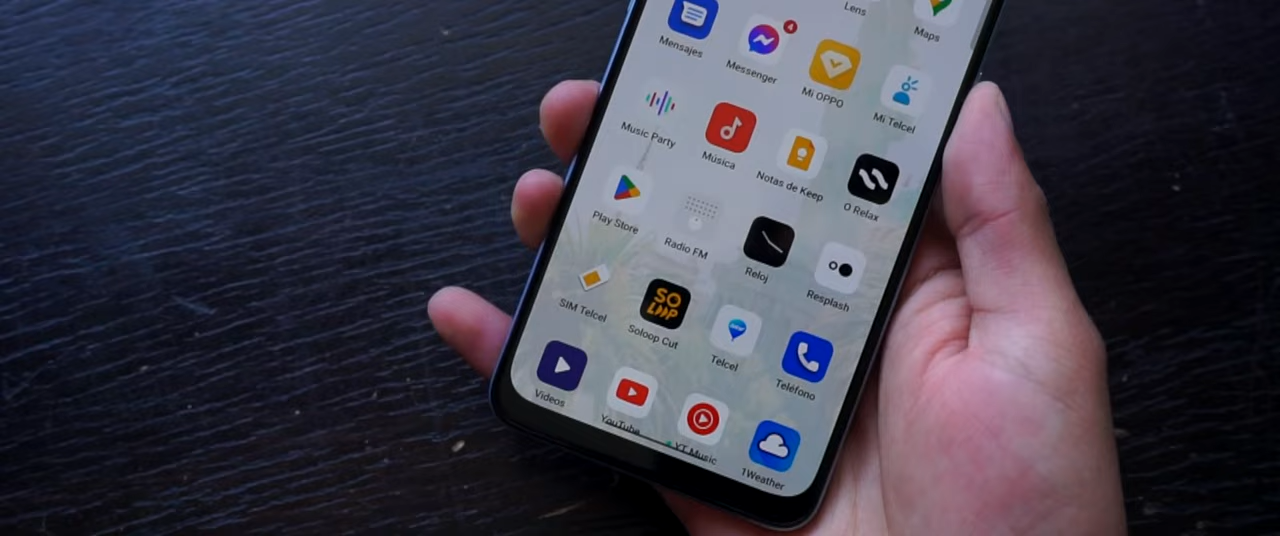 Lens
Maps
Mensajes
Messenger
4
Mi OPPO
Mi Telcel
Music Party
Música
Notas de Keep
O Relax
Play Store
Radio FM
Reloj
Resplash
SIM Telcel
SO
LOOP
Soloop Cut
Telcel
Teléfono
Videos
YouTube
YT Music
1Weather